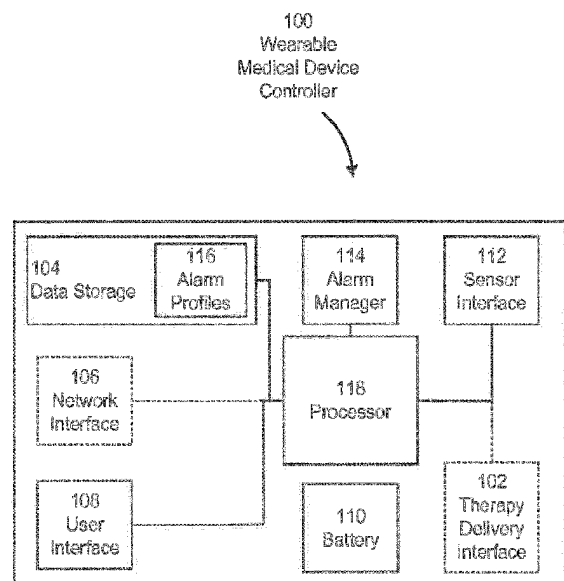 100
Wearable
Medical Device
Controller
104
Data Storage
116
Alarm
Profiles
114
Alarm
Manager
112
Sensor
Interface
106
Network
Interface
118
Processor
108
User
Interface
110
Battery
102
Therapy
Delivery
Interface